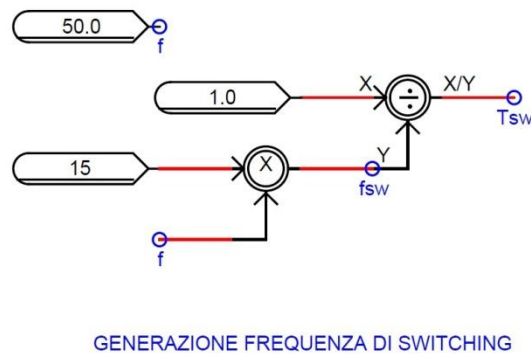 50.0
f
1.0
X
÷
X/Y
Tsw
15
X
Y
fsw
f
GENERAZIONE FREQUENZA DI SWITCHING